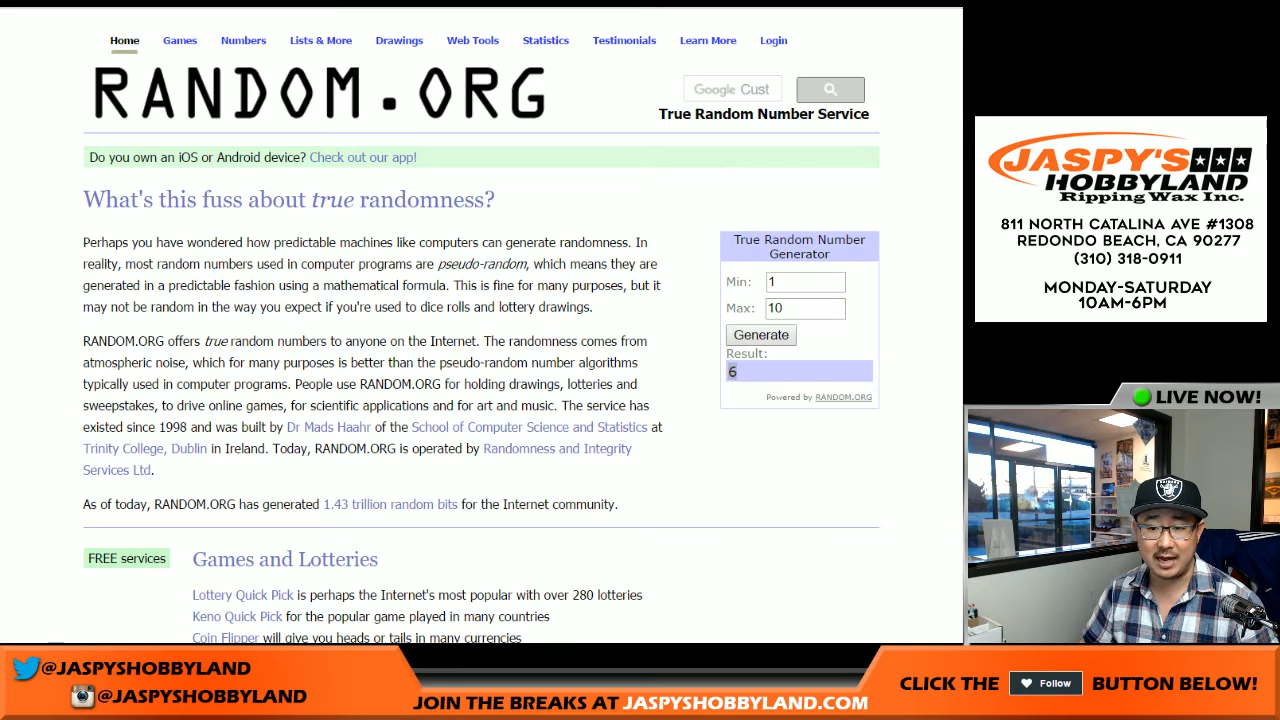 Home Games Numbers Lists & More Drawings Web Tools Statistics Testimonials Learn More Login
RANDOM.ORG
Google Cust
True Random Number Service
Do you own an iOS or Android device? Check out our app!
What's this fuss about true randomness?
Perhaps you have wondered how predictable machines like computers can generate randomness. In
reality, most random numbers used in computer programs are pseudo-random, which means they are
generated in a predictable fashion using a mathematical formula. This is fine for many purposes, but it
may not be random in the way you expect if you're used to dice rolls and lottery drawings.
RANDOM.ORG offers true random numbers to anyone on the Internet. The randomness comes from
atmospheric noise, which for many purposes is better than the pseudo-random number algorithms
typically used in computer programs. People use RANDOM.ORG for holding drawings, lotteries and
sweepstakes, to drive online games, for scientific applications and for art and music. The service has
existed since 1998 and was built by Dr Mads Haahr of the School of Computer Science and Statistics at
Trinity College, Dublin in Ireland. Today, RANDOM.ORG is operated by Randomness and Integrity
Services Ltd.
As of today, RANDOM.ORG has generated 1.43 trillion random bits for the Internet community.
True Random Number
Generator
Min: 1
Max: 10
Generate
Result:
6
Powered by RANDOM.ORG
FREE services
Games and Lotteries
Lottery Quick Pick is perhaps the Internet's most popular with over 280 lotteries
Keno Quick Pick for the popular game played in many countries
Coin Flipper will give you heads or tails in many currencies
JASPY'S
HOBBYLAND
Ripping Wax Inc.
811 NORTH CATALINA AVE #1308
REDONDO BEACH, CA 90277
(310) 318-0911
MONDAY-SATURDAY
10AM-6PM
LIVE NOW!
RAIDERS
@JASPYSHOBBYLAND
@JASPYSHOBBYLAND
JOIN THE BREAKS AT JASPYSHOBBYLAND.COM
CLICK THE Follow BUTTON BELOW!